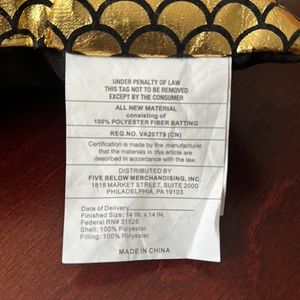 UNDER PENALTY OF LAW
THIS TAG NOT TO BE REMOVED
EXCEPT BY THE CONSUMER
ALL NEW MATERIAL
consisting of
100% POLYESTER FIBER BATTING
REG.NO. VA20779 (CN)
Certification is made by the manufacturer
that the materials in this article are
described in accordance with the law.
DISTRIBUTED BY
FIVE BELOW MERCHANDISING, INC.
1818 MARKET STREET, SUITE 2000
PHILADELPHIA, PA 19103
Date of Delivery
Finished Size: 14 IN. x 14 IN.
Federal RN# 31526
Shell: 100% Polyester
Filling: 100% Polyester
MADE IN CHINA